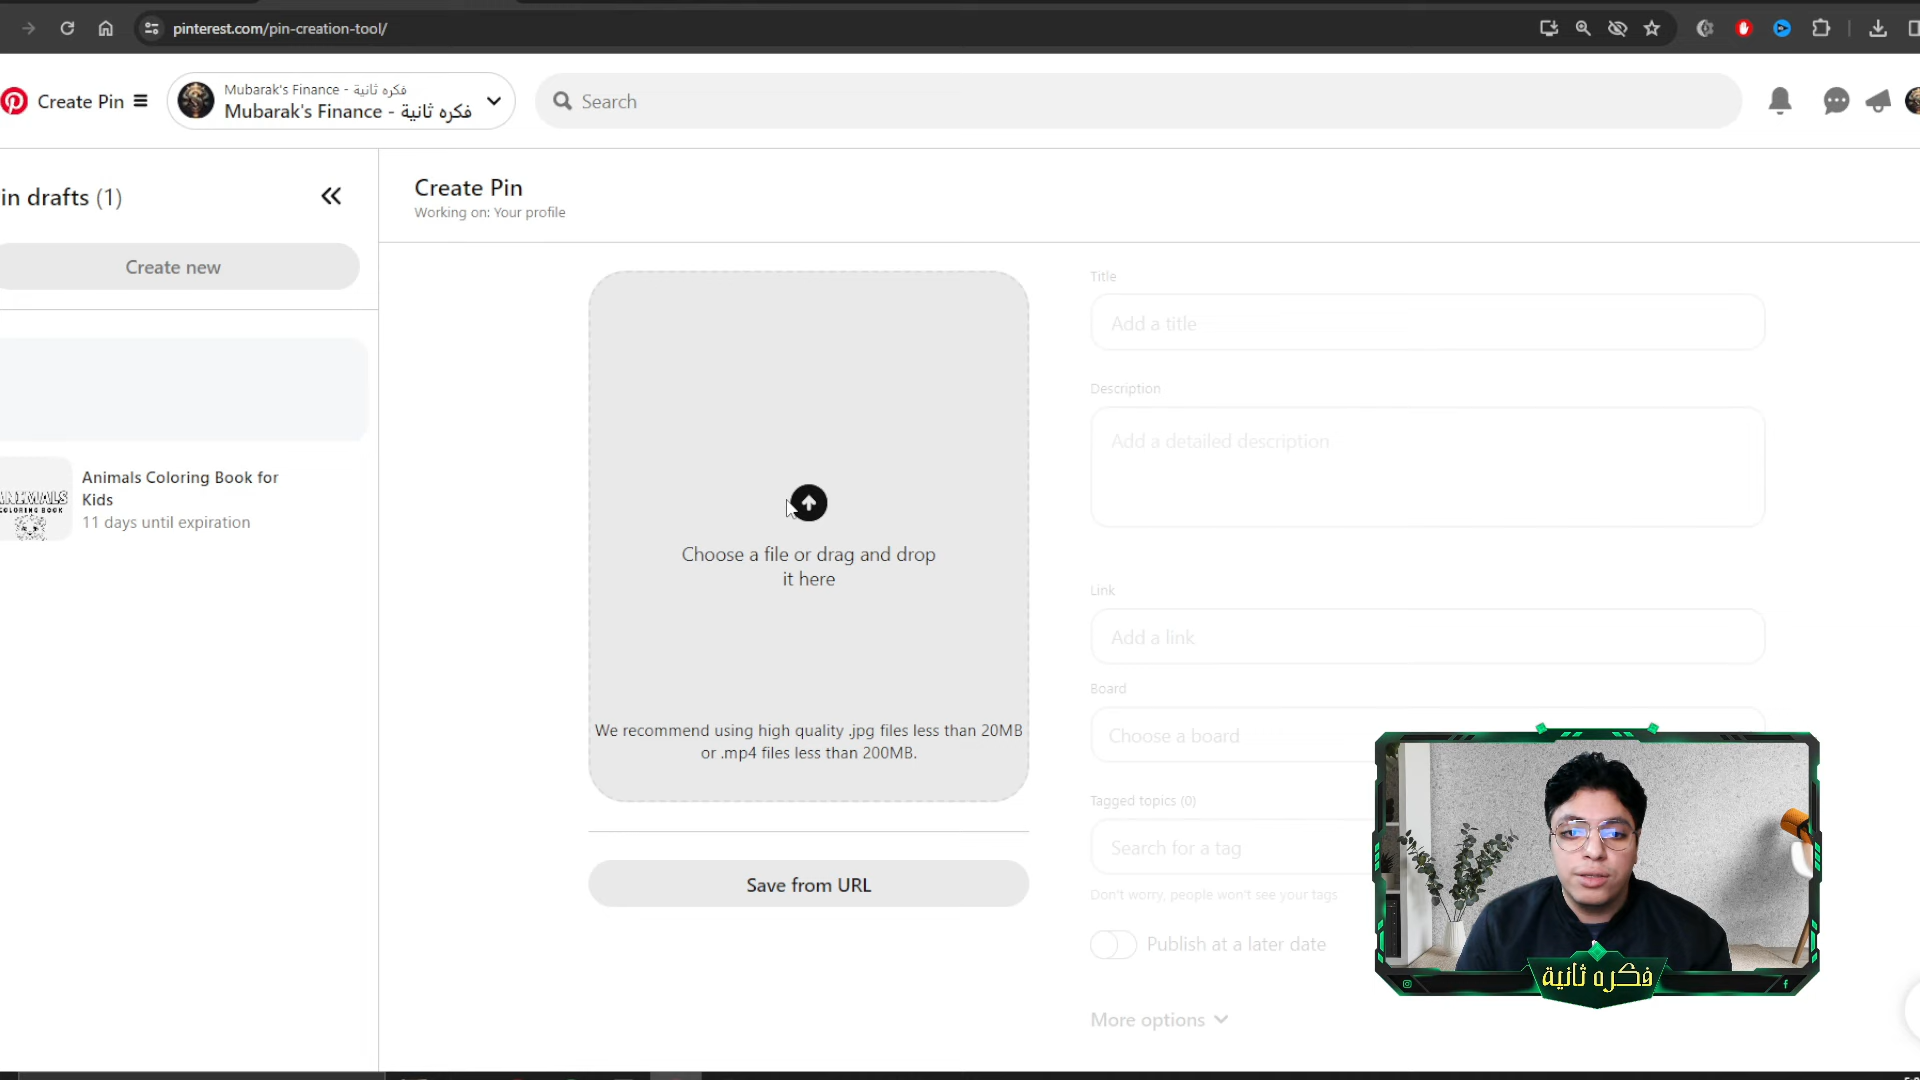 pinterest.com/pin-creation-tool/
Create Pin
Mubarak's Finance - فكره ثانية
Mubarak's Finance - فكره ثانية
Search
in drafts (1)
Create new
Animals Coloring Book for
Kids
11 days until expiration
ANIMALS
COLORING BOOK
Create Pin
Working on: Your profile
Choose a file or drag and drop
it here
We recommend using high quality .jpg files less than 20MB
or .mp4 files less than 200MB.
Save from URL
Title
Add a title
Description
Add a detailed description
Link
Add a link
Board
Choose a board
Tagged topics (0)
Search for a tag
Don't worry, people won't see your tags
Publish at a later date
More options
فكره ثانية